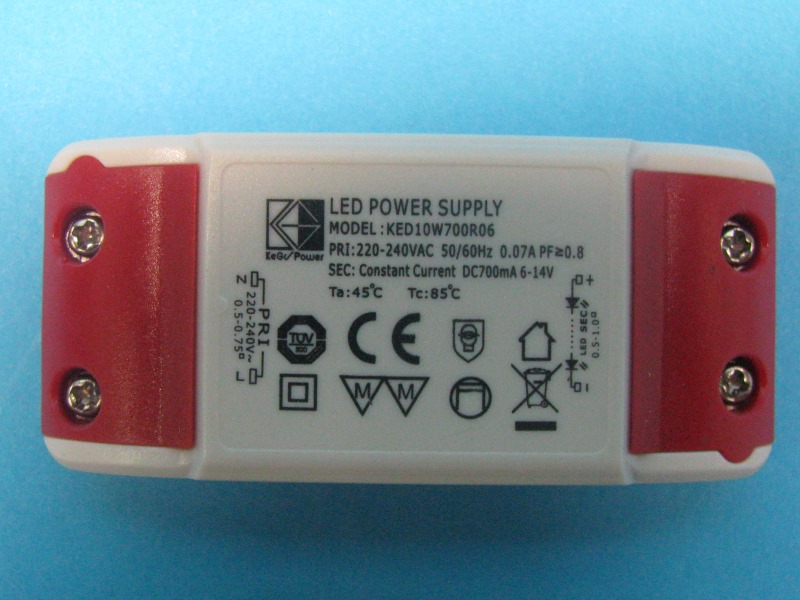 LED POWER SUPPLY
MODEL: KED10W700R06
PRI:220-240VAC 50/60Hz 0.07A PF≥0.8
SEC: Constant Current DC700mA 6-14V
Ta:45℃ Tc:85℃
KeGu Power
N
PRI
220-240V~
0.5-0.75□
L
TÜV
CE
M M
+
LED SEC
0.5-1.0□
-